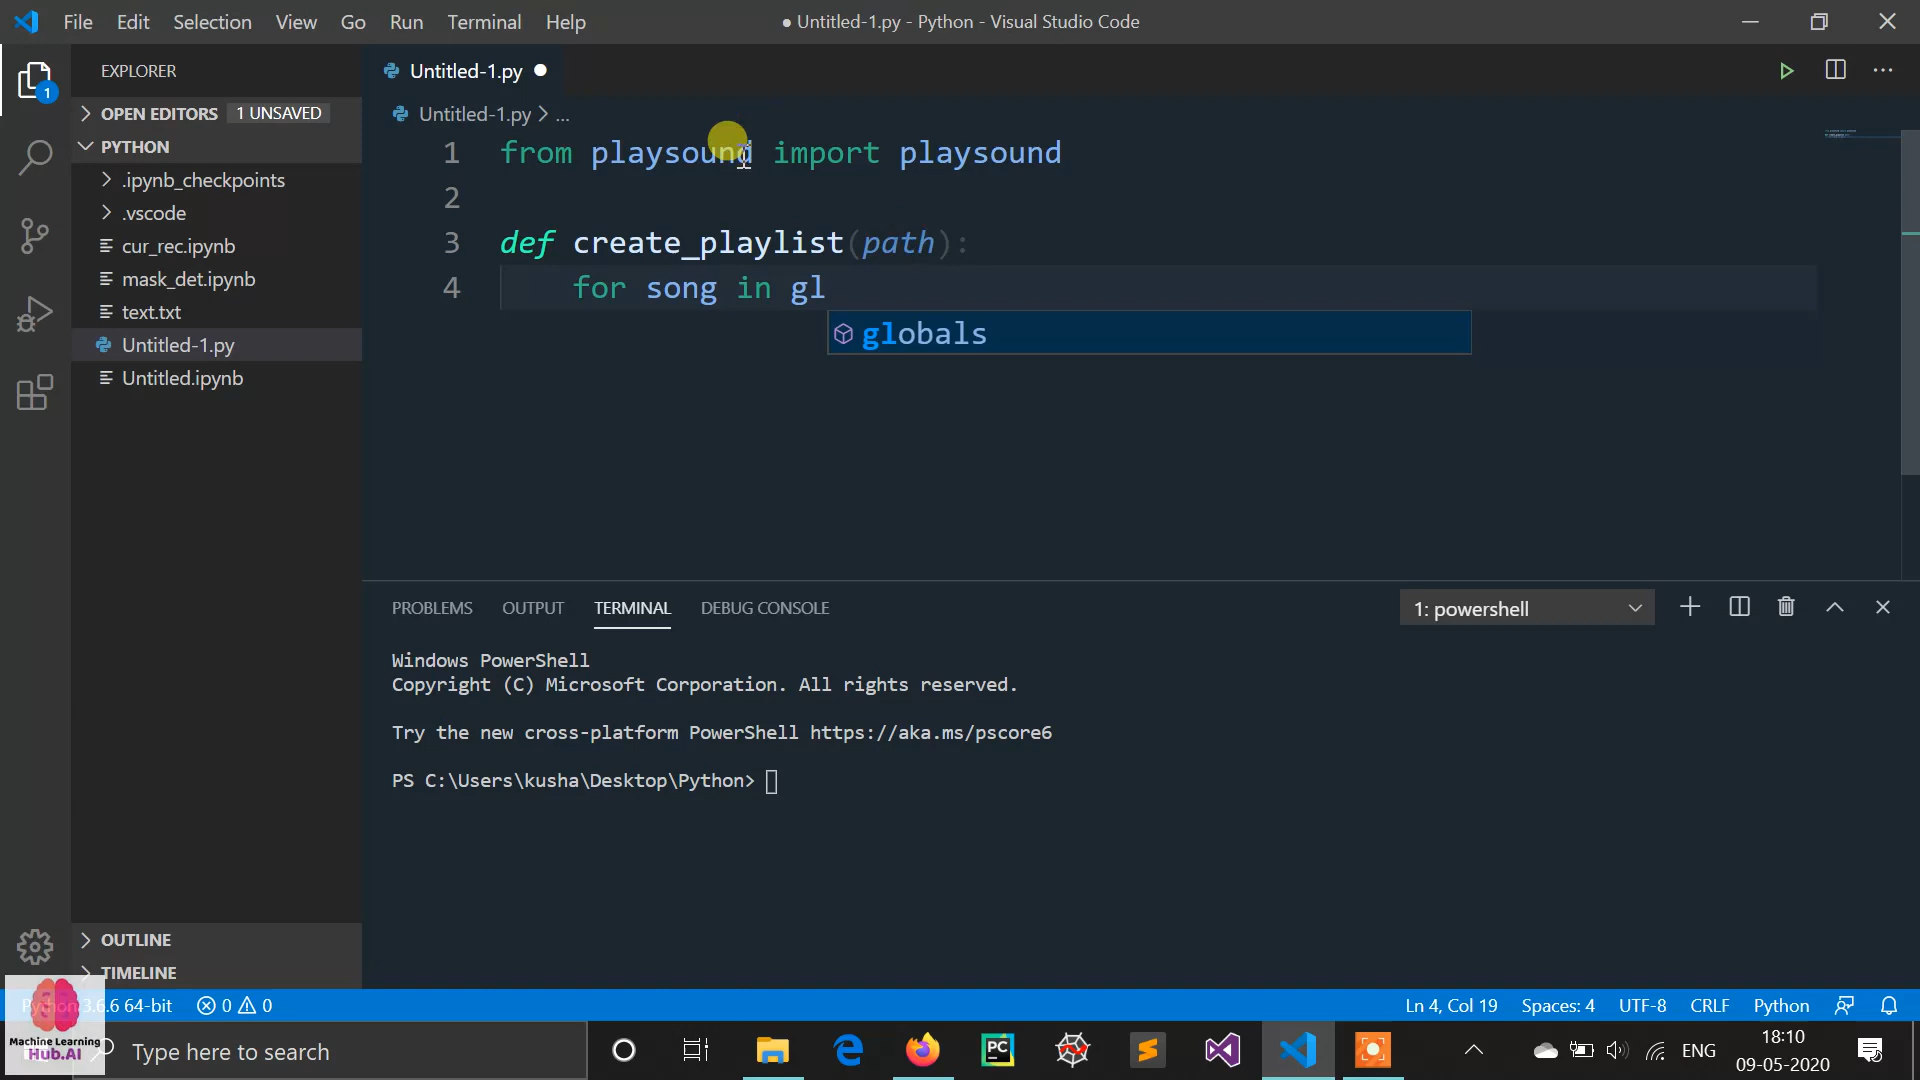 File Edit Selection View Go Run Terminal Help
● Untitled-1.py - Python - Visual Studio Code
1
EXPLORER
OPEN EDITORS 1 UNSAVED
PYTHON
.ipynb_checkpoints
.vscode
cur_rec.ipynb
mask_det.ipynb
text.txt
Untitled-1.py
Untitled.ipynb
OUTLINE
TIMELINE
Untitled-1.py ●
Untitled-1.py > ...
1 from playsound import playsound
2
3 def create_playlist(path):
4 for song in gl
globals
PROBLEMS OUTPUT TERMINAL DEBUG CONSOLE
1: powershell
Windows PowerShell
Copyright (C) Microsoft Corporation. All rights reserved.
Try the new cross-platform PowerShell https://aka.ms/pscore6
PS C:\Users\kusha\Desktop\Python>
Python 3.6.6 64-bit 0 0
Ln 4, Col 19 Spaces: 4 UTF-8 CRLF Python
Machine Learning
Hub.AI
Type here to search
PC
ENG
18:10
09-05-2020